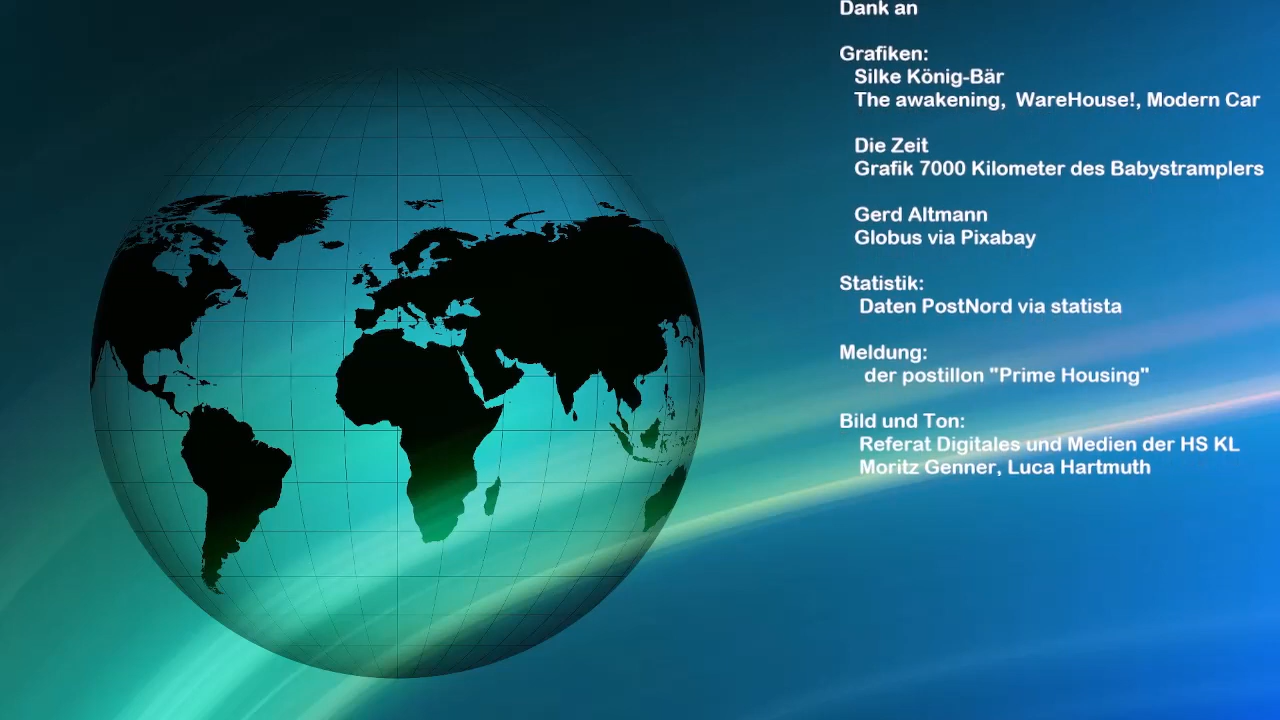 Dank an
Grafiken:
Silke König-Bär
The awakening, WareHouse!, Modern Car
Die Zeit
Grafik 7000 Kilometer des Babystramplers
Gerd Altmann
Globus via Pixabay
Statistik:
Daten PostNord via statista
Meldung:
der postillon "Prime Housing"
Bild und Ton:
Referat Digitales und Medien der HS KL
Moritz Genner, Luca Hartmuth